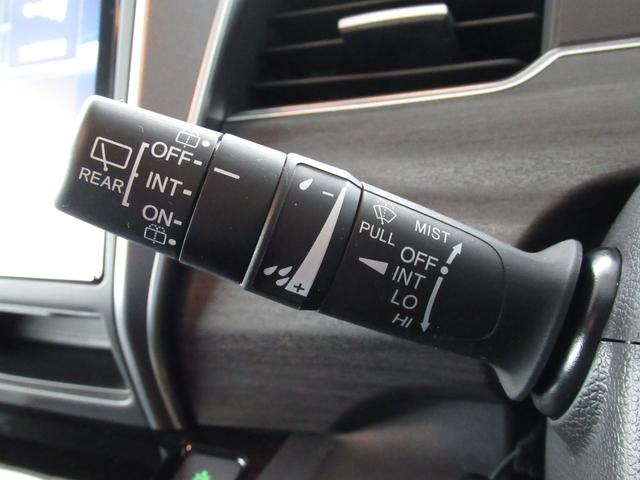 REAR
OFF
INT
ON
-
+
PULL
MIST
OFF
INT
LO
HI